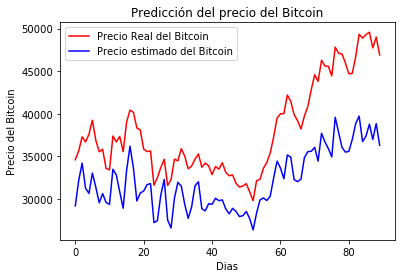 Predicción del precio del Bitcoin
Precio Real del Bitcoin
Precio estimado del Bitcoin
Precio del Bitcoin
50000
45000
40000
35000
30000
0
20
40
60
80
Dias